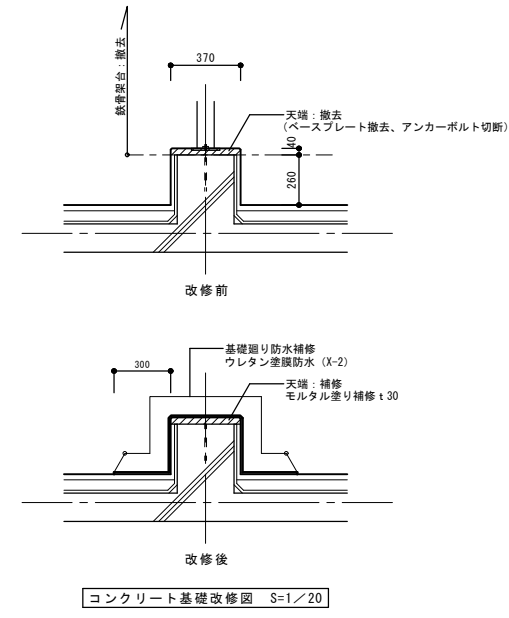 鉄骨架台：撤去
370
天端：撤去
（ベースプレート撤去、アンカーボルト切断）
40
260
改修前
基礎廻り防水補修
ウレタン塗膜防水（X-2）
300
天端：補修
モルタル塗り補修ｔ30
改修後
コンクリート基礎改修図　S=1／20